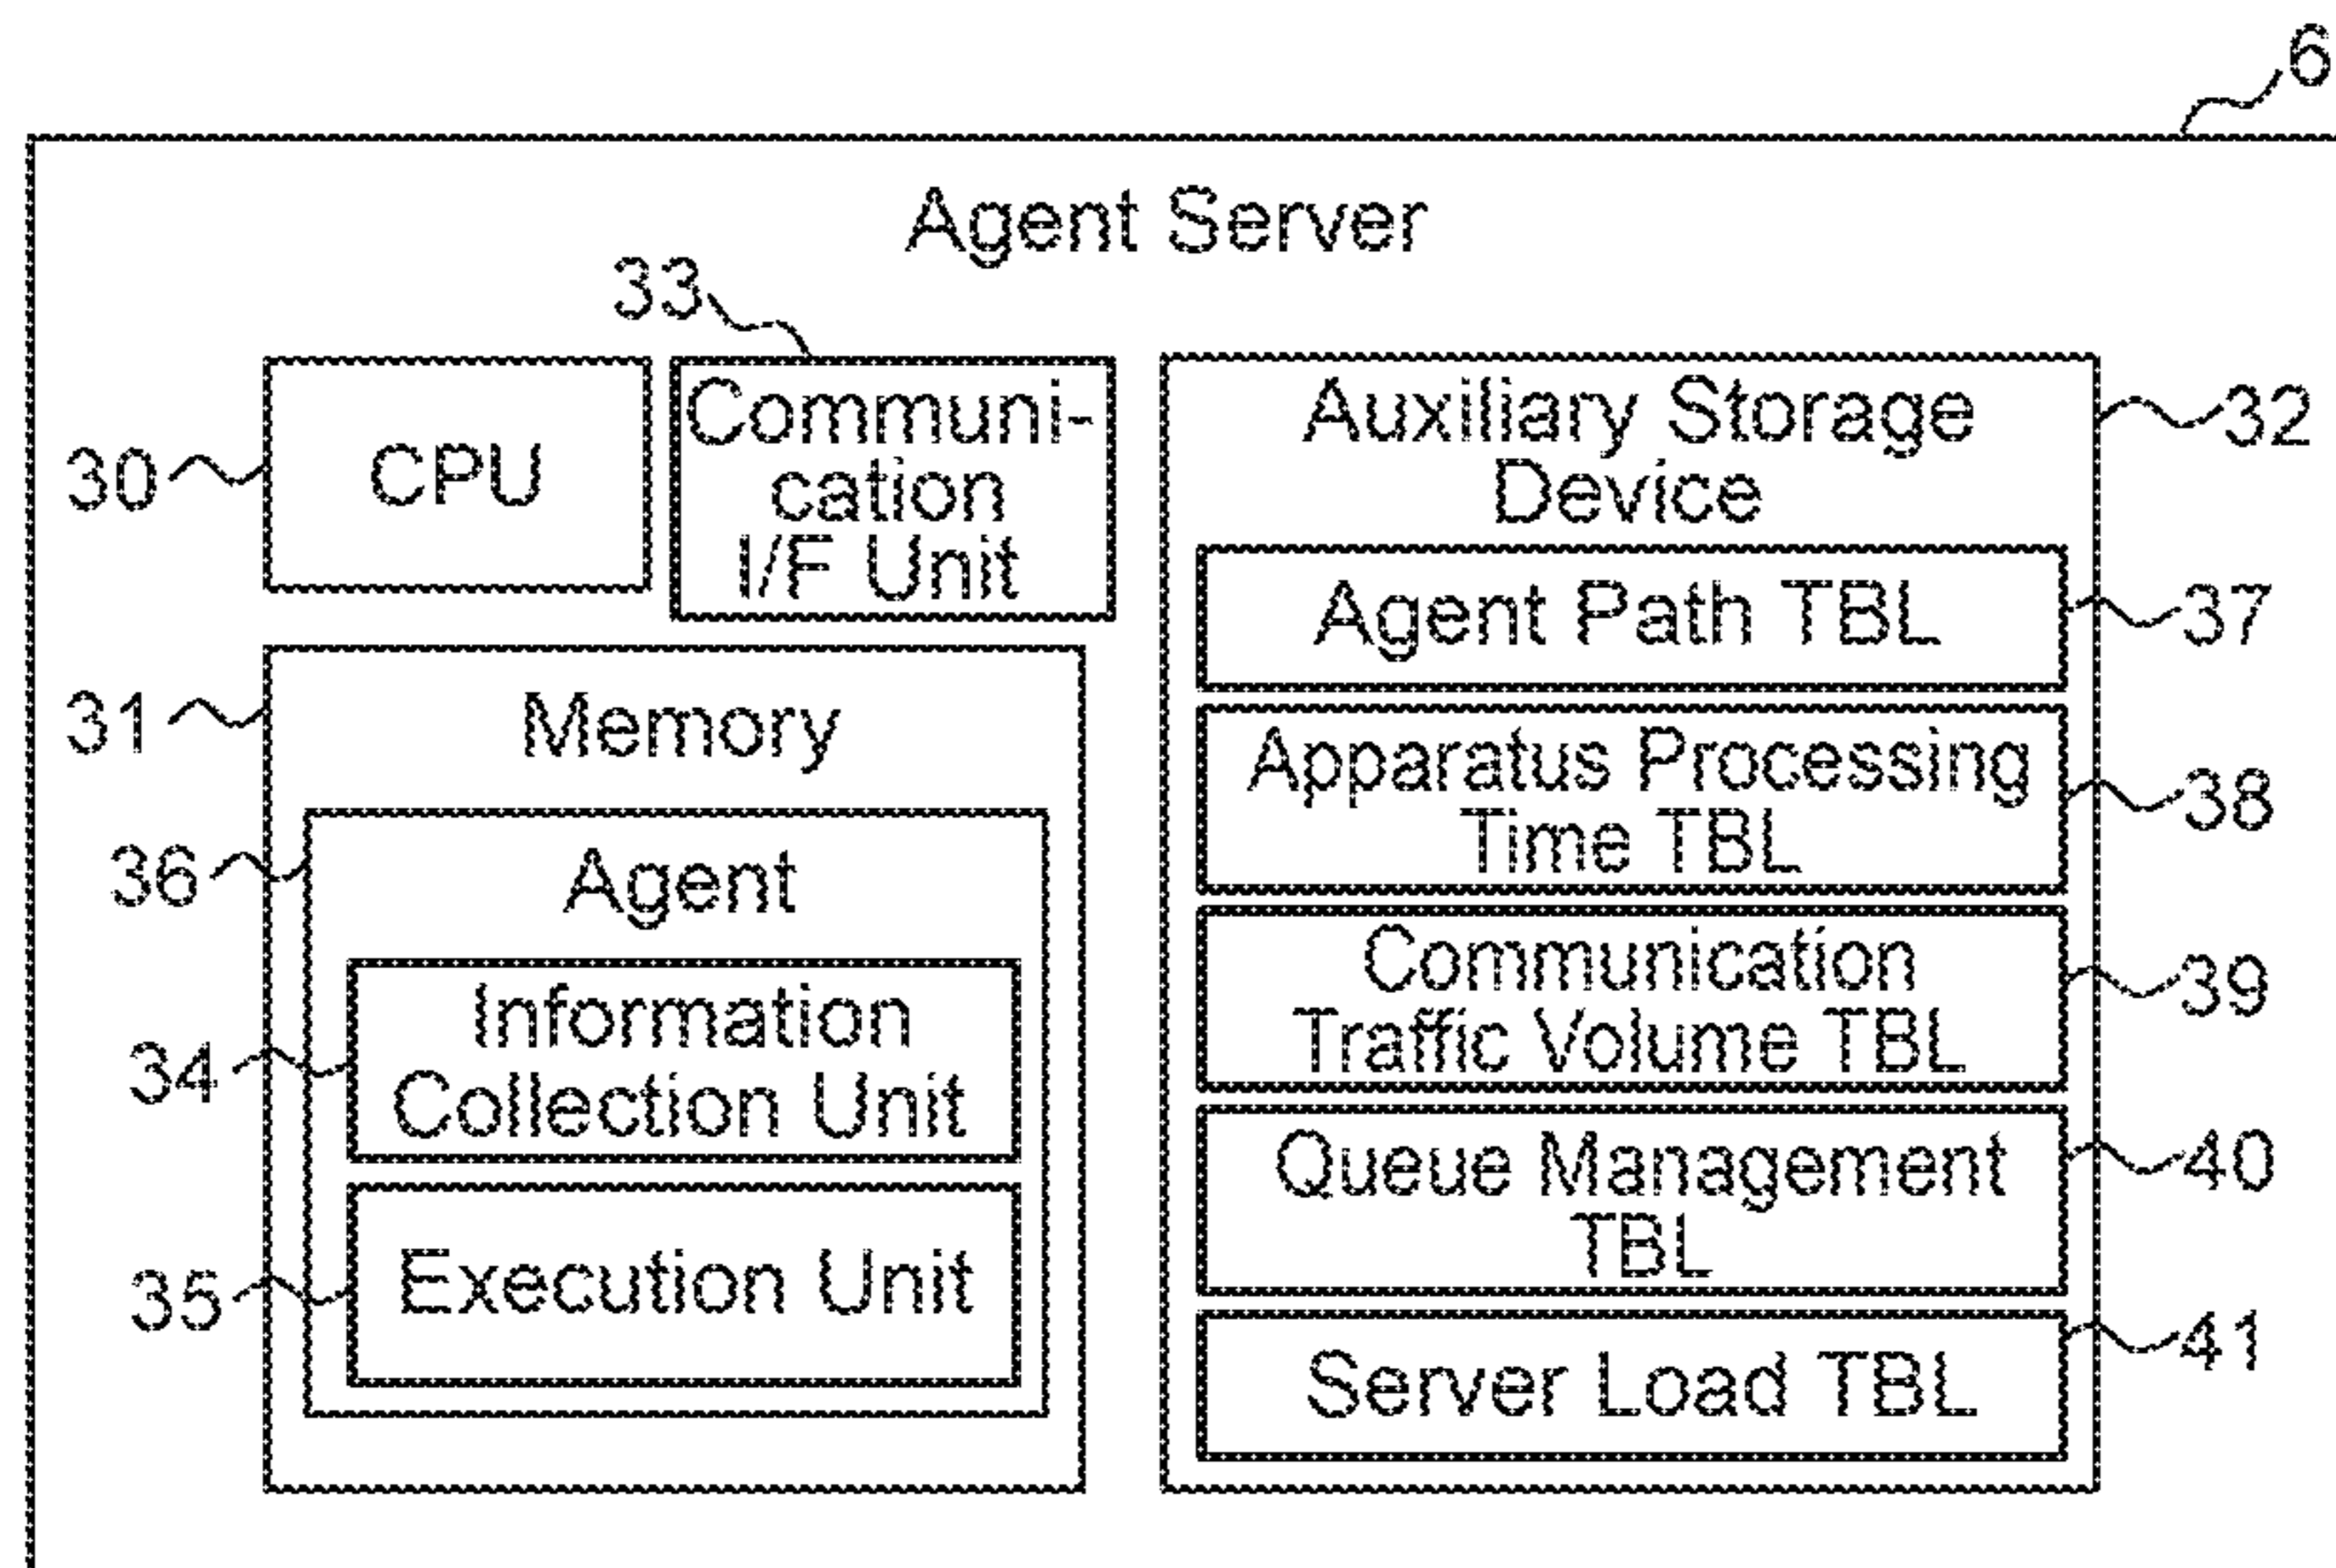 6
Agent Server
33
30
CPU
Communi-
cation
I/F Unit
31
Memory
36
Agent
34
Information
Collection Unit
35
Execution Unit
Auxiliary Storage
Device
32
Agent Path TBL
37
Apparatus Processing
Time TBL
38
Communication
Traffic Volume TBL
39
Queue Management
TBL
40
Server Load TBL
41